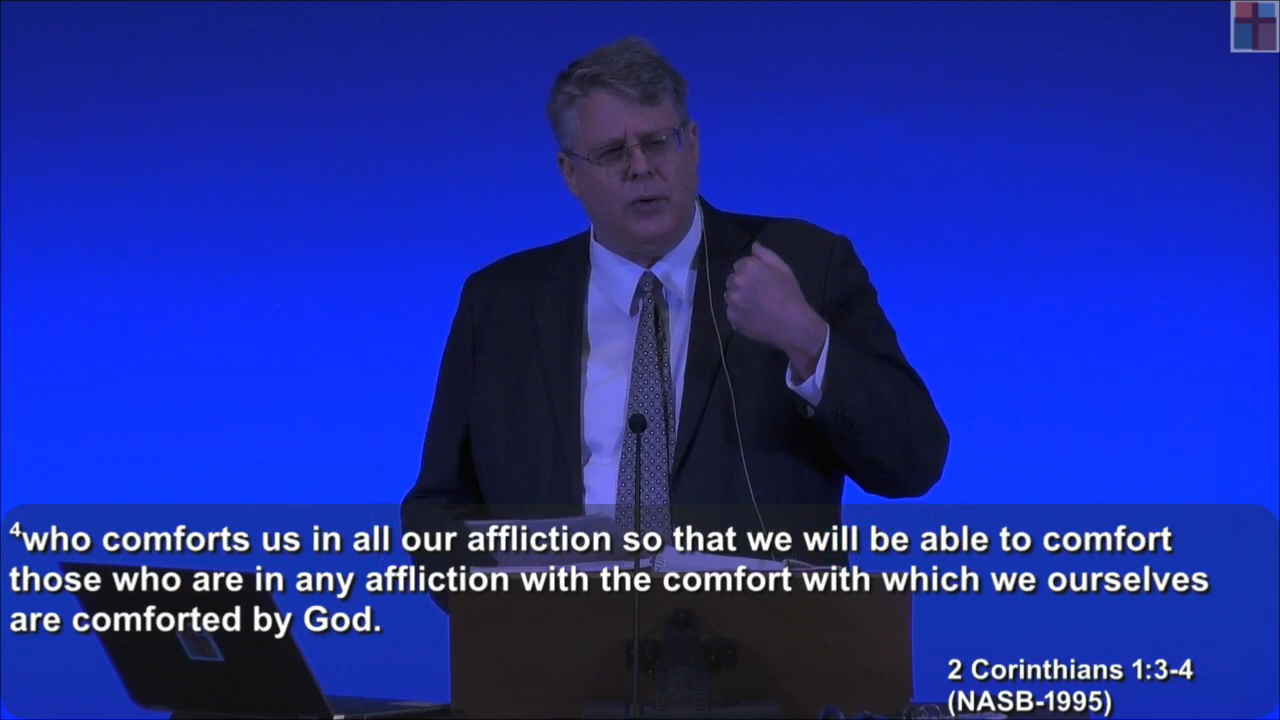 ⁴who comforts us in all our affliction so that we will be able to comfort
those who are in any affliction with the comfort with which we ourselves
are comforted by God.
2 Corinthians 1:3-4
(NASB-1995)